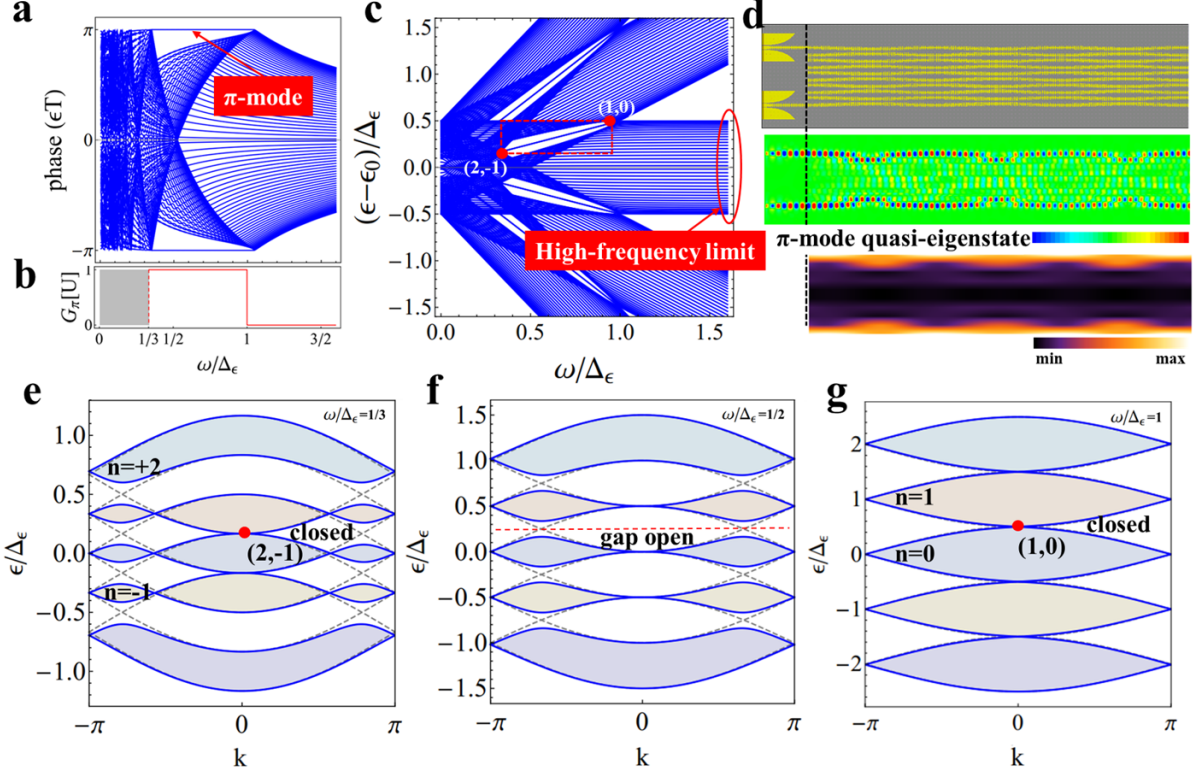 a
π
phase (ϵT)
0
-π
π-mode
b
G_π[U]
1
0
0
1/3
1/2
1
3/2
ω/Δ_ϵ
c
(ϵ−ϵ₀)/Δ_ϵ
1.5
1.0
0.5
0.0
−0.5
−1.0
−1.5
(1,0)
(2,-1)
High-frequency limit
0.0
0.5
1.0
1.5
ω/Δ_ϵ
d
π-mode quasi-eigenstate
min
max
e
ω/Δ_ϵ=1/3
ϵ/Δ_ϵ
1.0
0.5
0.0
−0.5
−1.0
n=+2
closed
(2,-1)
n=-1
−π
0
π
k
f
ω/Δ_ϵ=1/2
ϵ/Δ_ϵ
1.5
1.0
0.5
0.0
−0.5
−1.0
−1.5
gap open
−π
0
π
k
g
ω/Δ_ϵ=1
ϵ/Δ_ϵ
2
1
0
−1
−2
n=1
closed
n=0
(1,0)
−π
0
π
k